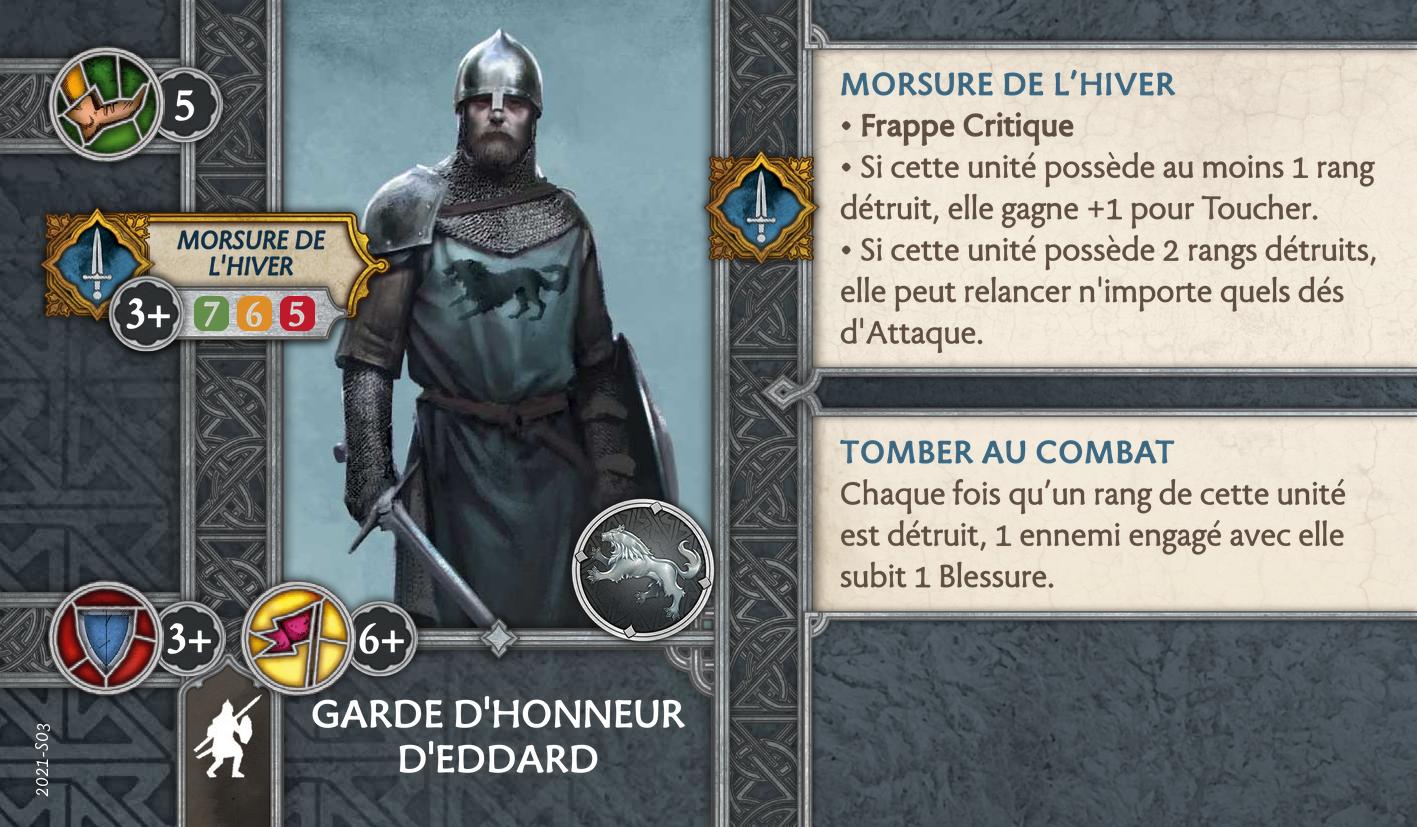 5
MORSURE DE
L'HIVER
3+ 7 6 5
3+ 6+
GARDE D'HONNEUR
D'EDDARD
2021-S03
MORSURE DE L’HIVER
• Frappe Critique
• Si cette unité possède au moins 1 rang
détruit, elle gagne +1 pour Toucher.
• Si cette unité possède 2 rangs détruits,
elle peut relancer n'importe quels dés
d'Attaque.
TOMBER AU COMBAT
Chaque fois qu’un rang de cette unité
est détruit, 1 ennemi engagé avec elle
subit 1 Blessure.